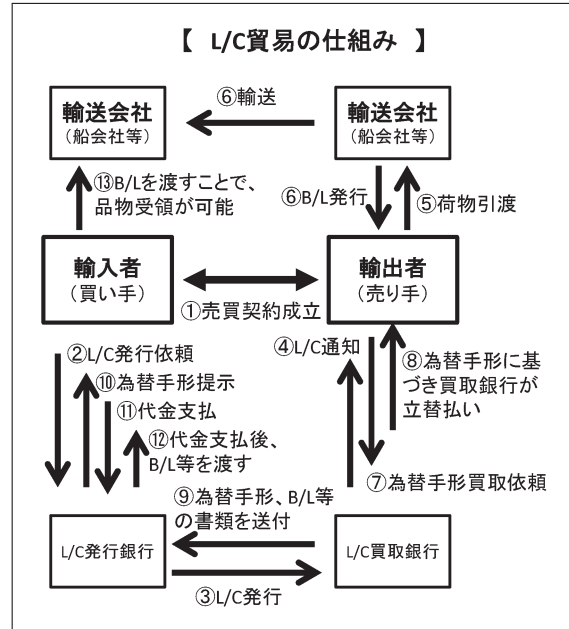 【 L/C貿易の仕組み 】
輸送会社
（船会社等）
⑥輸送
輸送会社
（船会社等）
⑬B/Lを渡すことで、
品物受領が可能
⑥B/L発行
⑤荷物引渡
輸入者
（買い手）
①売買契約成立
輸出者
（売り手）
②L/C発行依頼
⑩為替手形提示
⑪代金支払
⑫代金支払後、
B/L等を渡す
④L/C通知
⑧為替手形に基
づき買取銀行が
立替払い
⑦為替手形買取依頼
⑨為替手形、B/L等
の書類を送付
L/C発行銀行
L/C買取銀行
③L/C発行